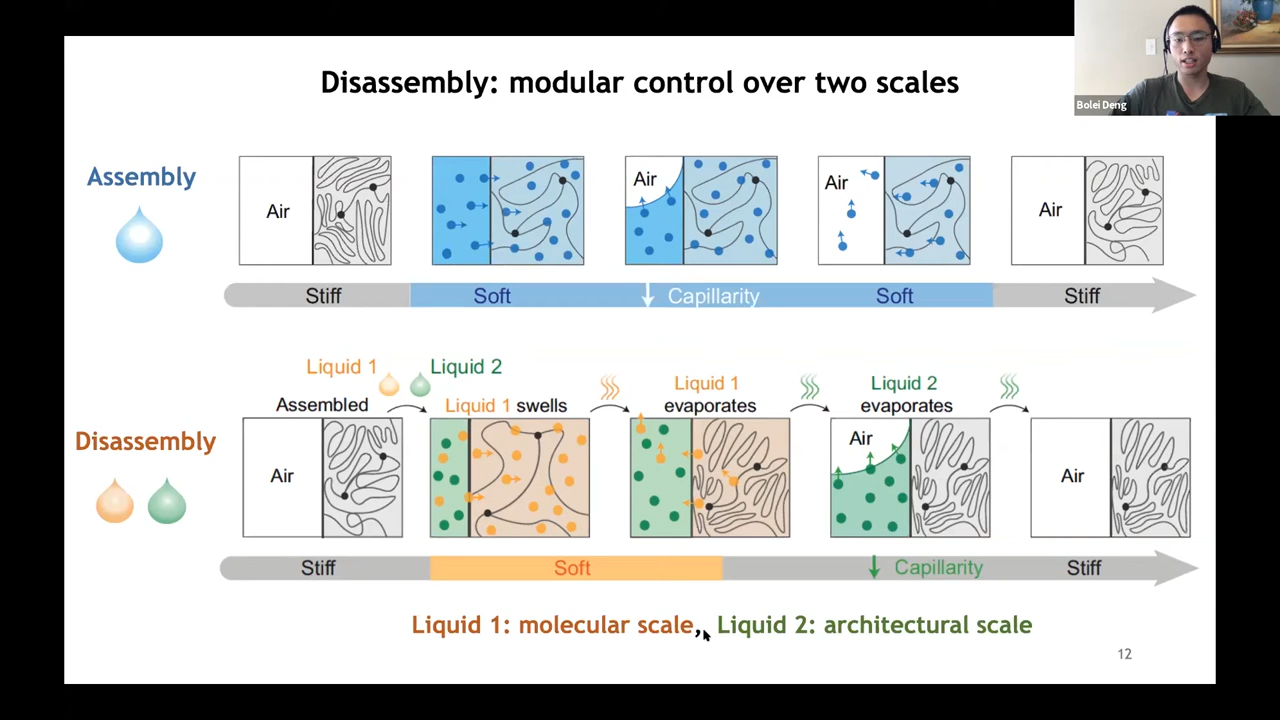 Disassembly: modular control over two scales
Bolei Deng
Assembly
Air
Air
Air
Air
Stiff
Soft
Capillarity
Soft
Stiff
Liquid 1
Liquid 2
Assembled
Liquid 1 swells
Liquid 1
evaporates
Liquid 2
evaporates
Disassembly
Air
Air
Air
Stiff
Soft
Capillarity
Stiff
Liquid 1: molecular scale, Liquid 2: architectural scale
12